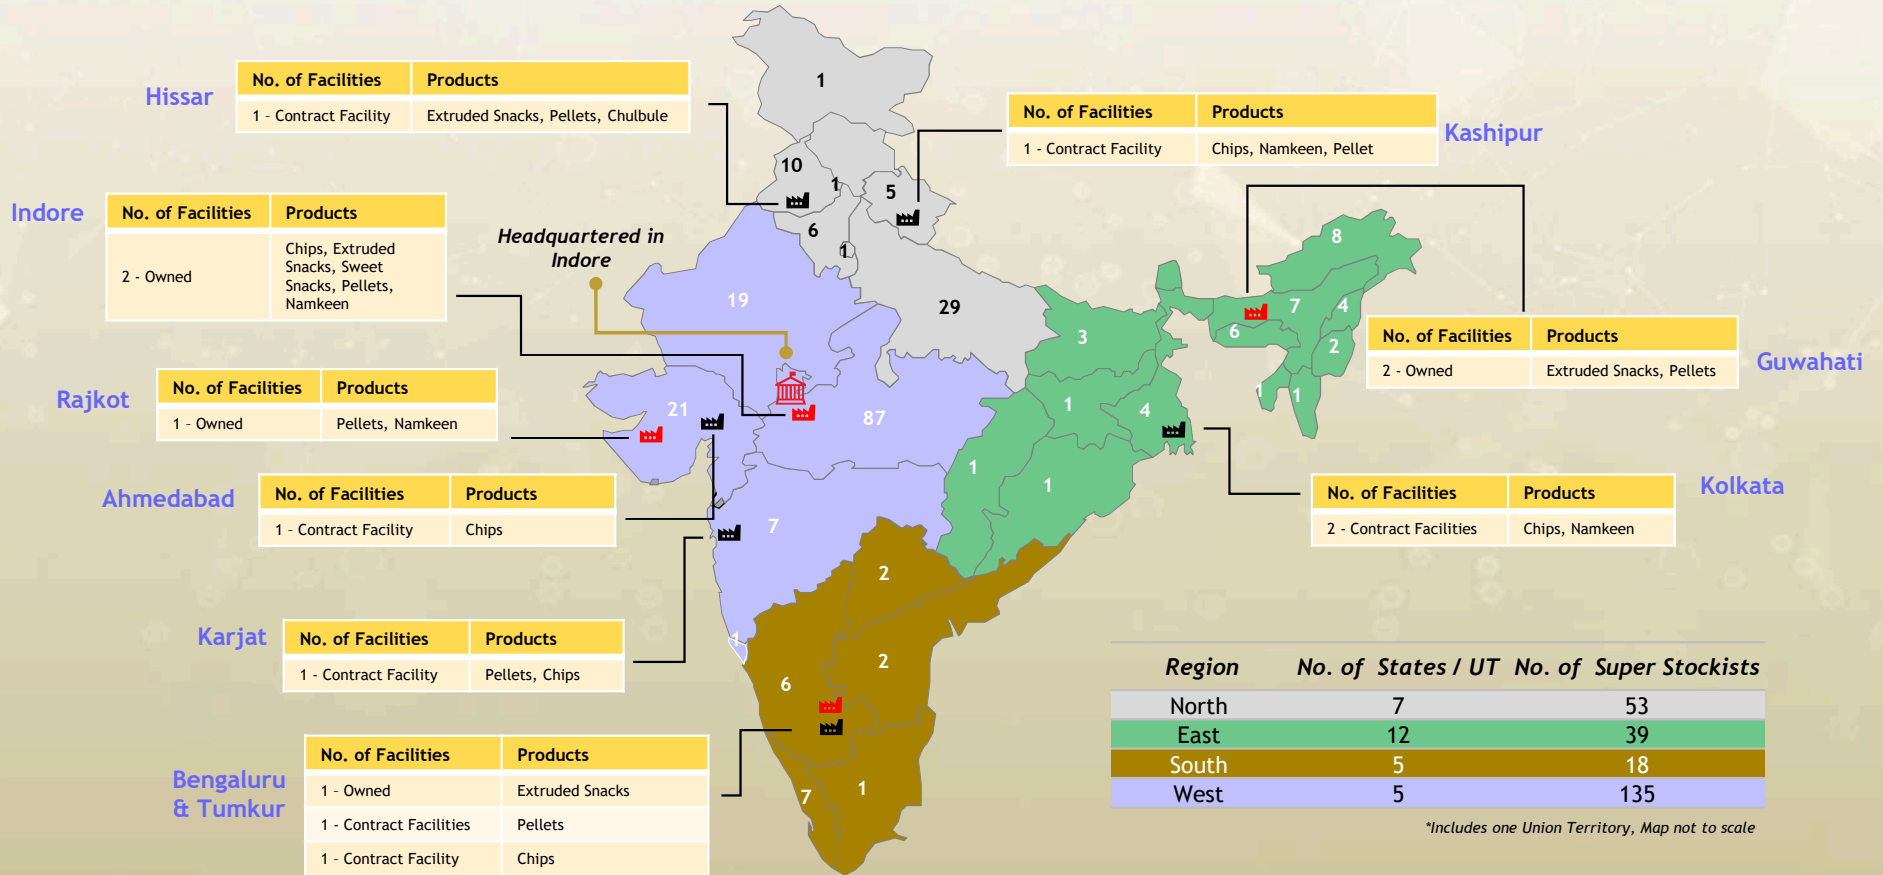 Hissar
No. of Facilities Products
1 - Contract Facility Extruded Snacks, Pellets, Chulbule
Kashipur
No. of Facilities Products
1 - Contract Facility Chips, Namkeen, Pellet
Indore
No. of Facilities Products
2 - Owned Chips, Extruded
Snacks, Sweet
Snacks, Pellets,
Namkeen
Headquartered in
Indore
Guwahati
No. of Facilities Products
2 - Owned Extruded Snacks, Pellets
Rajkot
No. of Facilities Products
1 - Owned Pellets, Namkeen
Ahmedabad
No. of Facilities Products
1 - Contract Facility Chips
Kolkata
No. of Facilities Products
2 - Contract Facilities Chips, Namkeen
Karjat
No. of Facilities Products
1 - Contract Facility Pellets, Chips
Bengaluru
& Tumkur
No. of Facilities Products
1 - Owned Extruded Snacks
1 - Contract Facilities Pellets
1 - Contract Facility Chips
1
10
1
5
6
1
29
19
21
87
7
1
3
1
4
1
1
8
7
4
6
2
1
1
2
2
6
7
1
Region No. of States / UT No. of Super Stockists
North 7 53
East 12 39
South 5 18
West 5 135
*Includes one Union Territory, Map not to scale